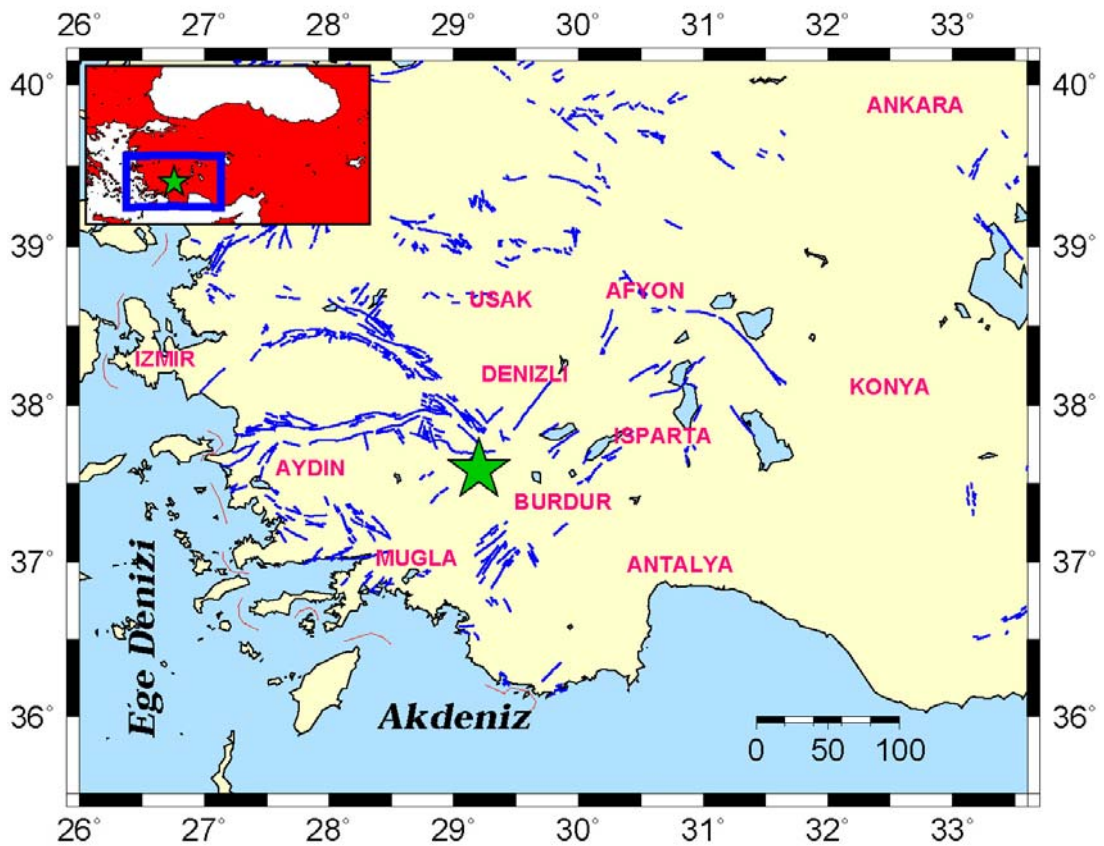 26° 27° 28° 29° 30° 31° 32° 33°
40° 40°
ANKARA
39° 39°
USAK
AFYON
IZMIR
DENIZLI
KONYA
38° 38°
ISPARTA
AYDIN
BURDUR
37° 37°
MUGLA
ANTALYA
Ege Denizi
Akdeniz
36° 36°
0 50 100
26° 27° 28° 29° 30° 31° 32° 33°